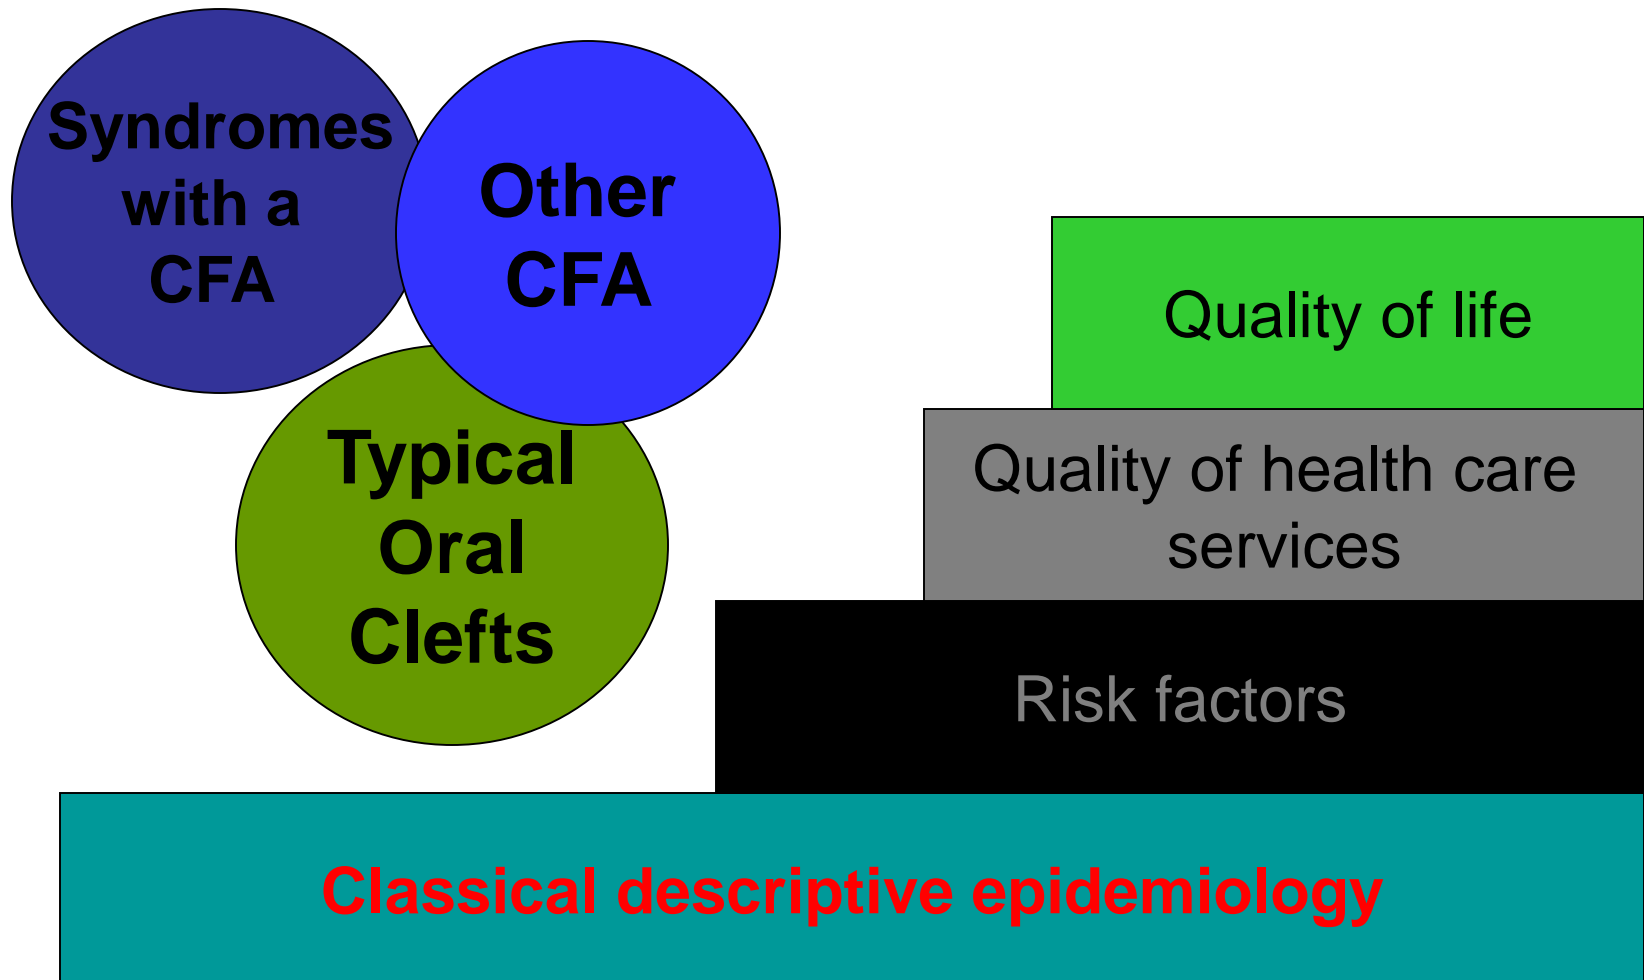 Syndromes
with a
CFA
Other
CFA
Typical
Oral
Clefts
Quality of life
Quality of health care
services
Risk factors
Classical descriptive epidemiology